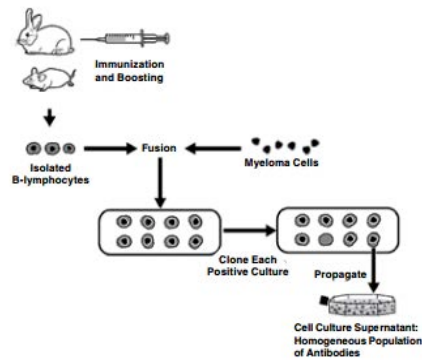 Immunization
and Boosting
Isolated
B-lymphocytes
Fusion
Myeloma Cells
Clone Each
Positive Culture
Propagate
Cell Culture Supernatant:
Homogeneous Population
of Antibodies